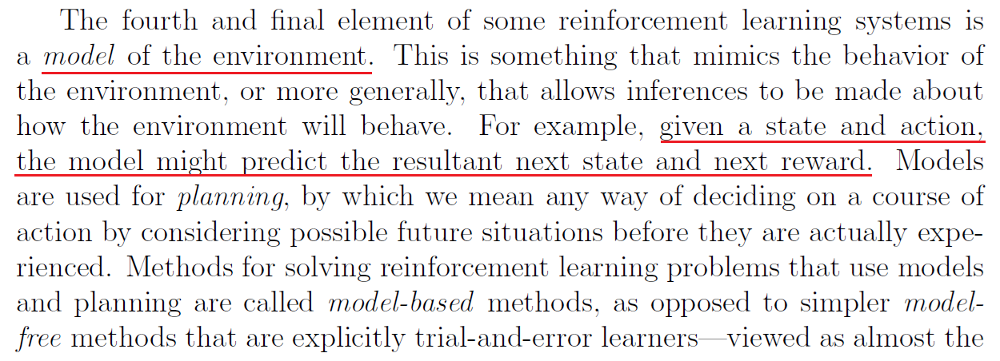 The fourth and final element of some reinforcement learning systems is
a model of the environment. This is something that mimics the behavior of
the environment, or more generally, that allows inferences to be made about
how the environment will behave. For example, given a state and action,
the model might predict the resultant next state and next reward. Models
are used for planning, by which we mean any way of deciding on a course of
action by considering possible future situations before they are actually expe-
rienced. Methods for solving reinforcement learning problems that use models
and planning are called model-based methods, as opposed to simpler model-
free methods that are explicitly trial-and-error learners—viewed as almost the